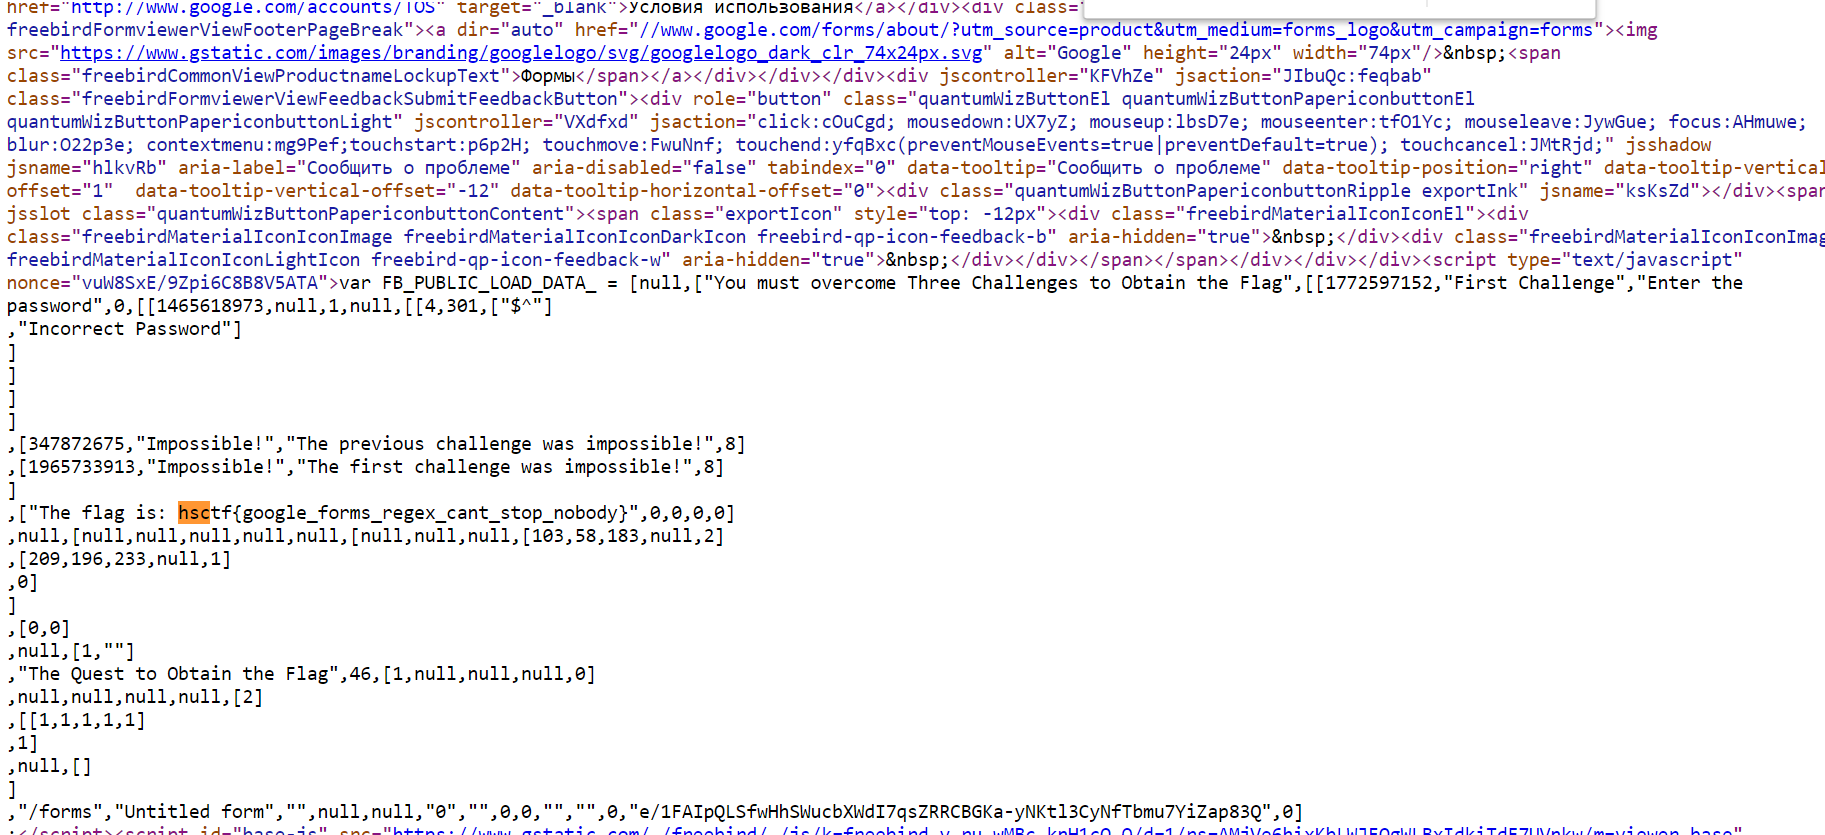 href="http://www.google.com/accounts/TOS" target="_blank">Условия использования</a></div><div class=
freebirdFormviewerViewFooterPageBreak"><a dir="auto" href="//www.google.com/forms/about/?utm_source=product&utm_medium=forms_logo&utm_campaign=forms"><img
src="https://www.gstatic.com/images/branding/googlelogo/svg/googlelogo_dark_clr_74x24px.svg" alt="Google" height="24px" width="74px"/>&nbsp;<span
class="freebirdCommonViewProductnameLockupText">Формы</span></a></div></div></div><div jscontroller="KFVhZe" jsaction="JIbuQc:feqbab"
class="freebirdFormviewerViewFeedbackSubmitFeedbackButton"><div role="button" class="quantumWizButtonEl quantumWizButtonPapericonbuttonEl
quantumWizButtonPapericonbuttonLight" jscontroller="VXdfxd" jsaction="click:cOuCgd; mousedown:UX7yZ; mouseup:lbsD7e; mouseenter:tfO1Yc; mouseleave:JywGue; focus:AHmuwe;
blur:O22p3e; contextmenu:mg9Pef;touchstart:p6p2H; touchmove:FwuNnf; touchend:yfqBxc(preventMouseEvents=true|preventDefault=true); touchcancel:JMtRjd;" jsshadow
jsname="hlkvRb" aria-label="Сообщить о проблеме" aria-disabled="false" tabindex="0" data-tooltip="Сообщить о проблеме" data-tooltip-position="right" data-tooltip-vertical
offset="1"  data-tooltip-vertical-offset="-12" data-tooltip-horizontal-offset="0"><div class="quantumWizButtonPapericonbuttonRipple exportInk" jsname="ksKsZd"></div><span
jsslot class="quantumWizButtonPapericonbuttonContent"><span class="exportIcon" style="top: -12px"><div class="freebirdMaterialIconIconEl"><div
class="freebirdMaterialIconIconImage freebirdMaterialIconIconDarkIcon freebird-qp-icon-feedback-b" aria-hidden="true">&nbsp;</div><div class="freebirdMaterialIconIconImag
freebirdMaterialIconIconLightIcon freebird-qp-icon-feedback-w" aria-hidden="true">&nbsp;</div></div></span></span></div></div></div><script type="text/javascript"
nonce="vuW8SxE/9Zpi6C8B8V5ATA">var FB_PUBLIC_LOAD_DATA_ = [null,["You must overcome Three Challenges to Obtain the Flag",[[1772597152,"First Challenge","Enter the
password",0,[[1465618973,null,1,null,[[4,301,["$^"]
,"Incorrect Password"]
]
]
]
]
,[347872675,"Impossible!","The previous challenge was impossible!",8]
,[1965733913,"Impossible!","The first challenge was impossible!",8]
]
,["The flag is: hsctf{google_forms_regex_cant_stop_nobody}",0,0,0,0]
,null,[null,null,null,null,null,[null,null,null,[103,58,183,null,2]
,[209,196,233,null,1]
,0]
]
,[0,0]
,null,[1,""]
,"The Quest to Obtain the Flag",46,[1,null,null,null,0]
,null,null,null,null,[2]
,[[1,1,1,1,1]
,1]
,null,[]
]
,"/forms","Untitled form","",null,null,"0","",0,0,"","",0,"e/1FAIpQLSfwHhSWucbXWdI7qsZRRCBGKa-yNKtl3CyNfTbmu7YiZap83Q",0]
;</script><script id="base-js" src="https://www.gstatic.com/